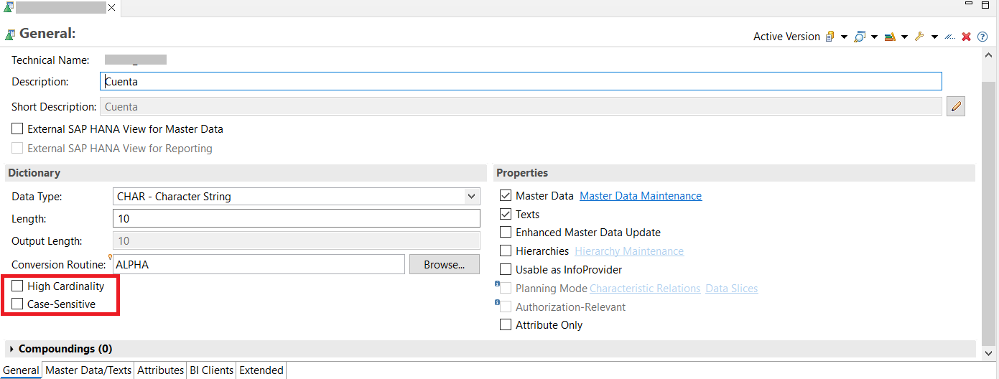 General:
Active Version
Technical Name:
Description: Cuenta
Short Description: Cuenta
External SAP HANA View for Master Data
External SAP HANA View for Reporting
Dictionary
Data Type: CHAR - Character String
Length: 10
Output Length: 10
Conversion Routine: ALPHA Browse...
High Cardinality
Case-Sensitive
Properties
Master Data Master Data Maintenance
Texts
Enhanced Master Data Update
Hierarchies Hierarchy Maintenance
Usable as InfoProvider
Planning Mode Characteristic Relations Data Slices
Authorization-Relevant
Attribute Only
Compoundings (0)
General Master Data/Texts Attributes BI Clients Extended